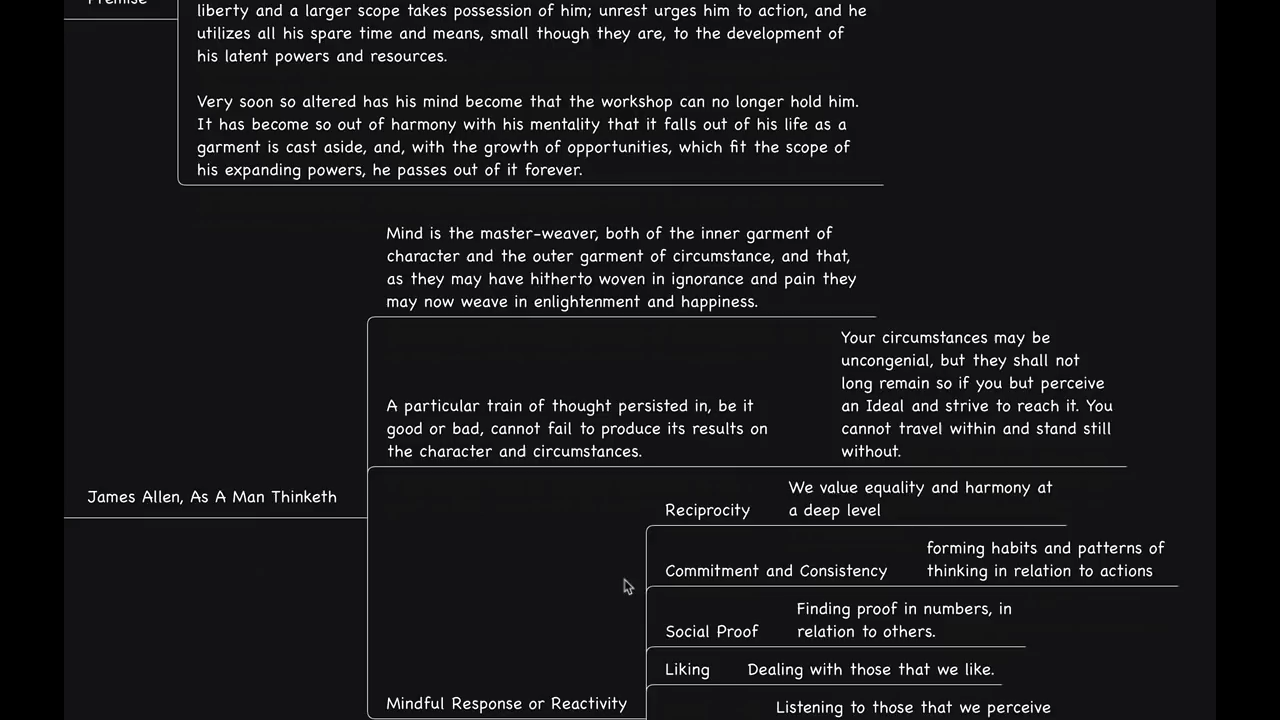 Premise
liberty and a larger scope takes possession of him; unrest urges him to action, and he
utilizes all his spare time and means, small though they are, to the development of
his latent powers and resources.
Very soon so altered has his mind become that the workshop can no longer hold him.
It has become so out of harmony with his mentality that it falls out of his life as a
garment is cast aside, and, with the growth of opportunities, which fit the scope of
his expanding powers, he passes out of it forever.
Mind is the master-weaver, both of the inner garment of
character and the outer garment of circumstance, and that,
as they may have hitherto woven in ignorance and pain they
may now weave in enlightenment and happiness.
A particular train of thought persisted in, be it
good or bad, cannot fail to produce its results on
the character and circumstances.
Your circumstances may be
uncongenial, but they shall not
long remain so if you but perceive
an Ideal and strive to reach it. You
cannot travel within and stand still
without.
James Allen, As A Man Thinketh
Mindful Response or Reactivity
Reciprocity
We value equality and harmony at
a deep level
Commitment and Consistency
forming habits and patterns of
thinking in relation to actions
Social Proof
Finding proof in numbers, in
relation to others.
Liking
Dealing with those that we like.
Listening to those that we perceive